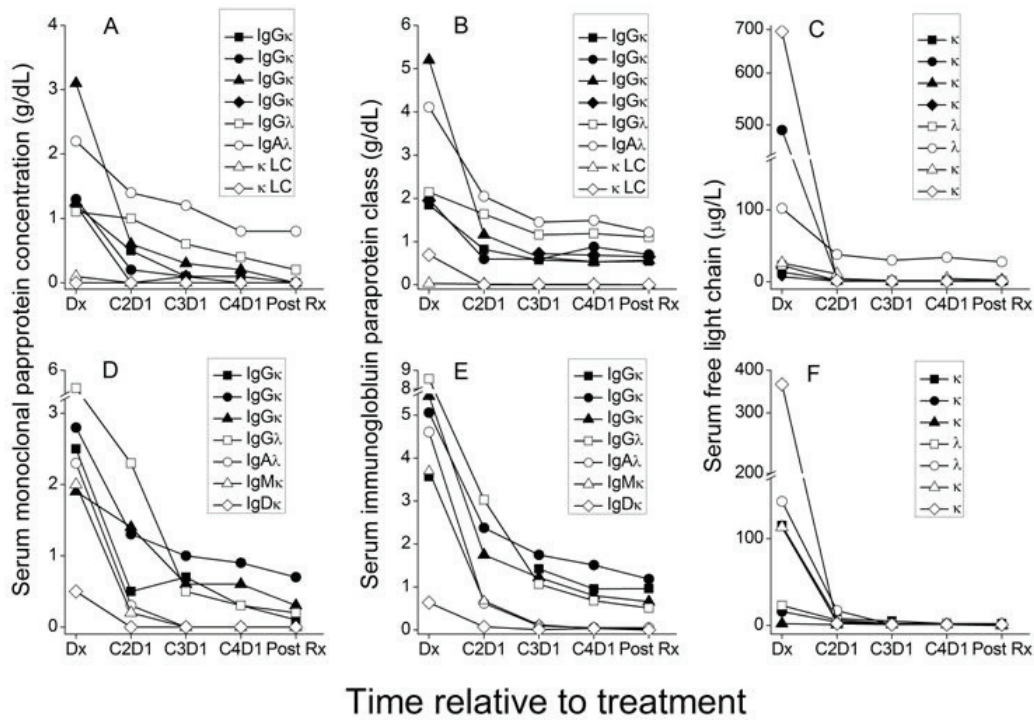 A
B
C
Serum monoclonal paprprotein concentration (g/dL)
4
3
2
1
0
Dx C2D1 C3D1 C4D1 Post Rx
IgGκ
IgGκ
IgGκ
IgGκ
IgGλ
IgAλ
κ LC
κ LC
Serum immunoglobluin paraprotein class (g/dL)
6
5
4
3
2
1
0
Dx C2D1 C3D1 C4D1 Post Rx
IgGκ
IgGκ
IgGκ
IgGκ
IgGλ
IgAλ
κ LC
κ LC
Serum free light chain (μg/L)
700
600
500
100
0
Dx C2D1 C3D1 C4D1 Post Rx
κ
κ
κ
κ
λ
λ
κ
κ
D
E
F
6
3
2
1
0
Dx C2D1 C3D1 C4D1 Post Rx
IgGκ
IgGκ
IgGκ
IgGλ
IgAλ
IgMκ
IgDκ
9
8
5
4
3
2
1
0
Dx C2D1 C3D1 C4D1 Post Rx
IgGκ
IgGκ
IgGκ
IgGλ
IgAλ
IgMκ
IgDκ
400
300
200
100
0
Dx C2D1 C3D1 C4D1 Post Rx
κ
κ
κ
λ
λ
κ
κ
Time relative to treatment